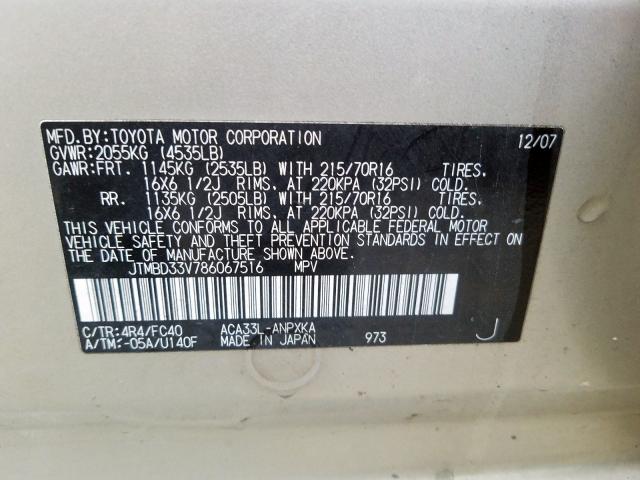 MFD.BY:TOYOTA MOTOR CORPORATION 12/07
GVWR:2055KG (4535LB)
GAWR:FRT. 1145KG (2535LB) WITH 215/70R16 TIRES,
16X6 1/2J RIMS, AT 220KPA (32PSI) COLD.
RR. 1135KG (2505LB) WITH 215/70R16 TIRES,
16X6 1/2J RIMS, AT 220KPA (32PSI) COLD.
THIS VEHICLE CONFORMS TO ALL APPLICABLE FEDERAL MOTOR
VEHICLE SAFETY AND THEFT PREVENTION STANDARDS IN EFFECT ON
THE DATE OF MANUFACTURE SHOWN ABOVE.
JTMBD33V786067516 MPV
C/TR:4R4/FC40 ACA33L-ANPXKA
A/TM:-05A/U140F MADE IN JAPAN 973 J